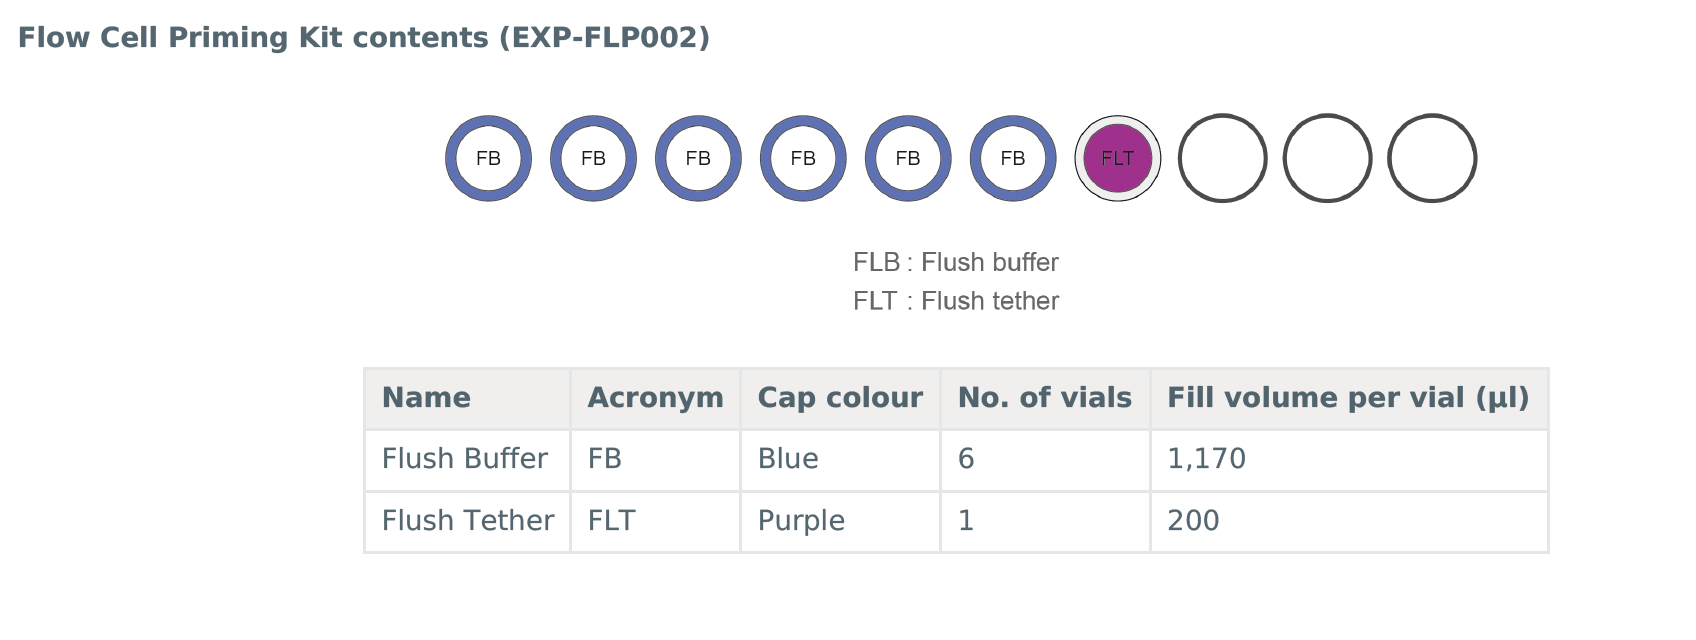 Flow Cell Priming Kit contents (EXP-FLP002)
FB FB FB FB FB FB FLT
FLB : Flush buffer
FLT : Flush tether
Name Acronym Cap colour No. of vials Fill volume per vial (µl)
Flush Buffer FB Blue 6 1,170
Flush Tether FLT Purple 1 200